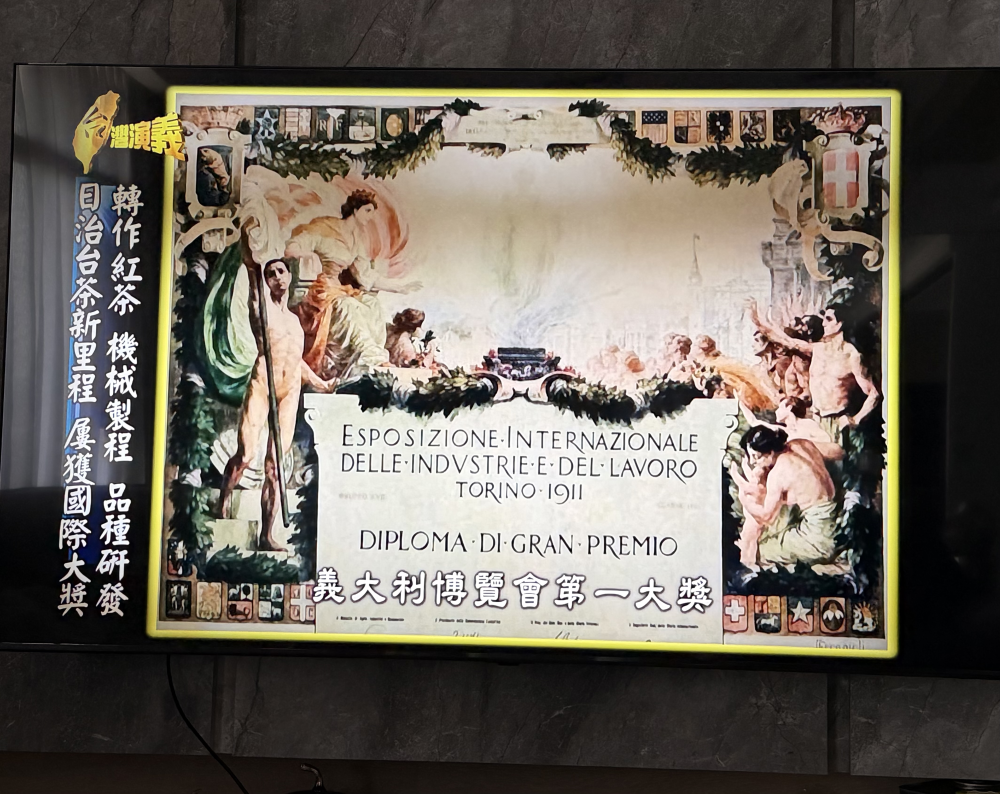 台灣演義
轉作紅茶 機械製程 品種研發
目治台茶新里程 屢獲國際大獎
ESPOSIZIONE·INTERNAZIONALE
DELLE·INDVSTRIE·E·DEL·LAVORO
TORINO·1911
DIPLOMA·DI·GRAN·PREMIO
義大利博覽會第一大獎